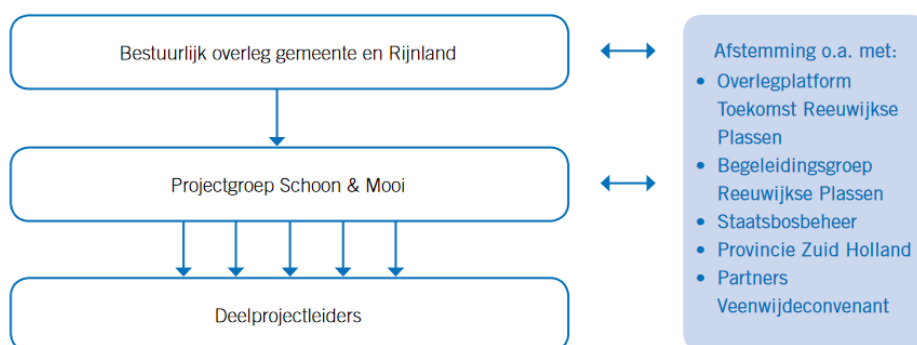 Bestuurlijk overleg gemeente en Rijnland
Projectgroep Schoon & Mooi
Deelprojectleiders
Afstemming o.a. met:
• Overlegplatform
Toekomst Reeuwijkse
Plassen
• Begeleidingsgroep
Reeuwijkse Plassen
• Staatsbosbeheer
• Provincie Zuid Holland
• Partners
Veenwijdeconvenant